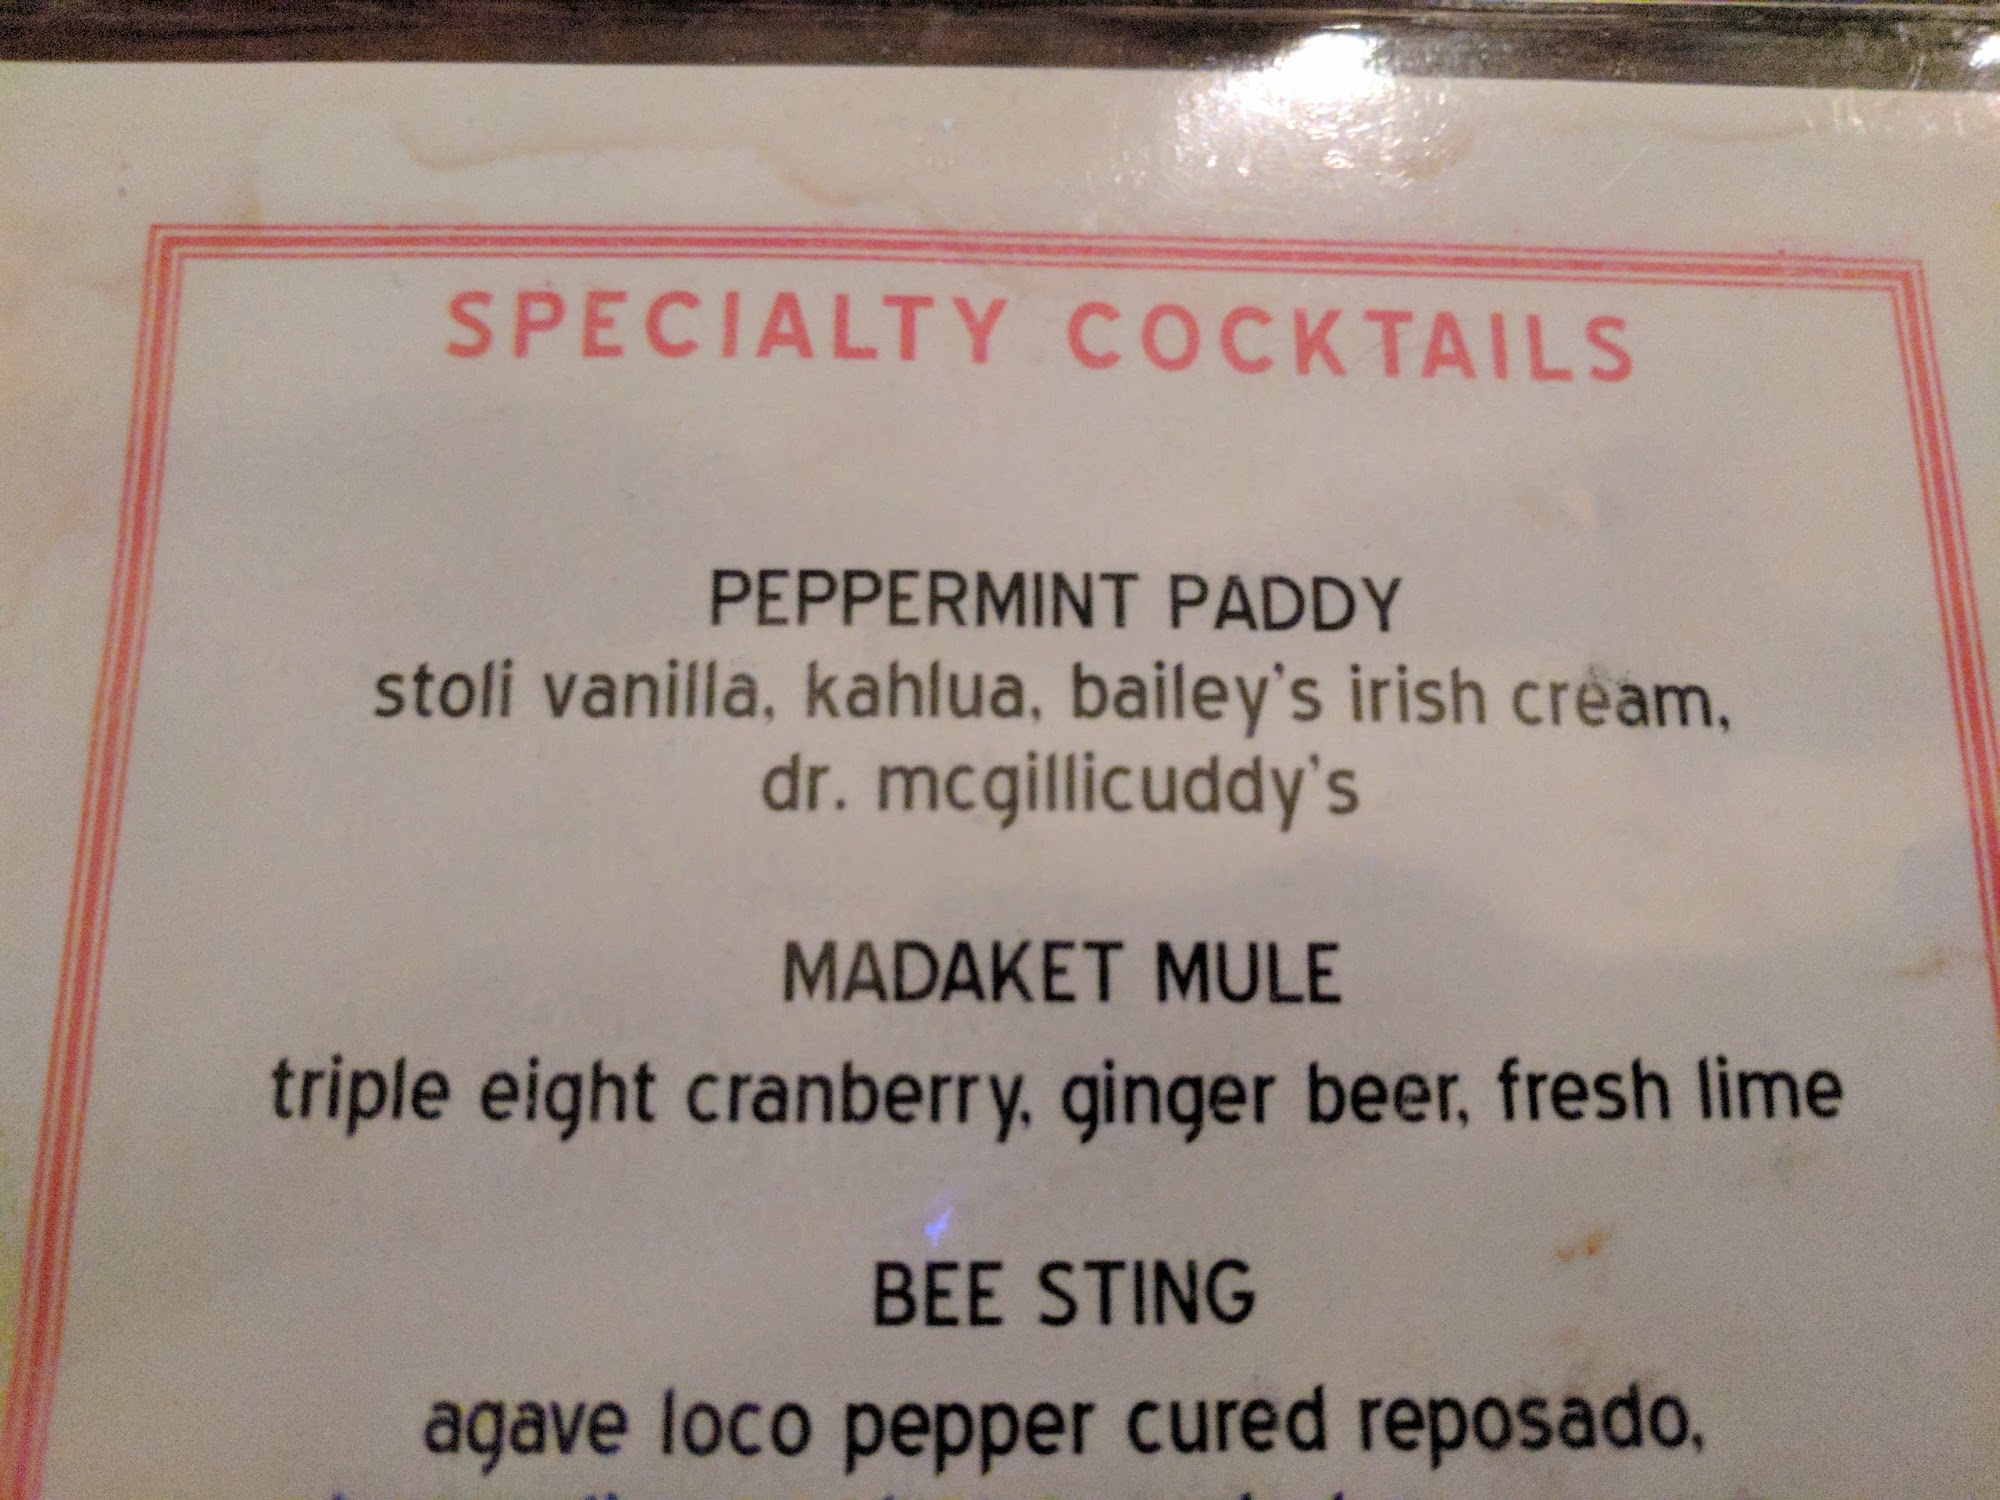 SPECIALTY COCKTAILS
PEPPERMINT PADDY
stoli vanilla, kahlua, bailey's irish cream,
dr. mcgillicuddy's
MADAKET MULE
triple eight cranberry, ginger beer, fresh lime
BEE STING
agave loco pepper cured reposado,